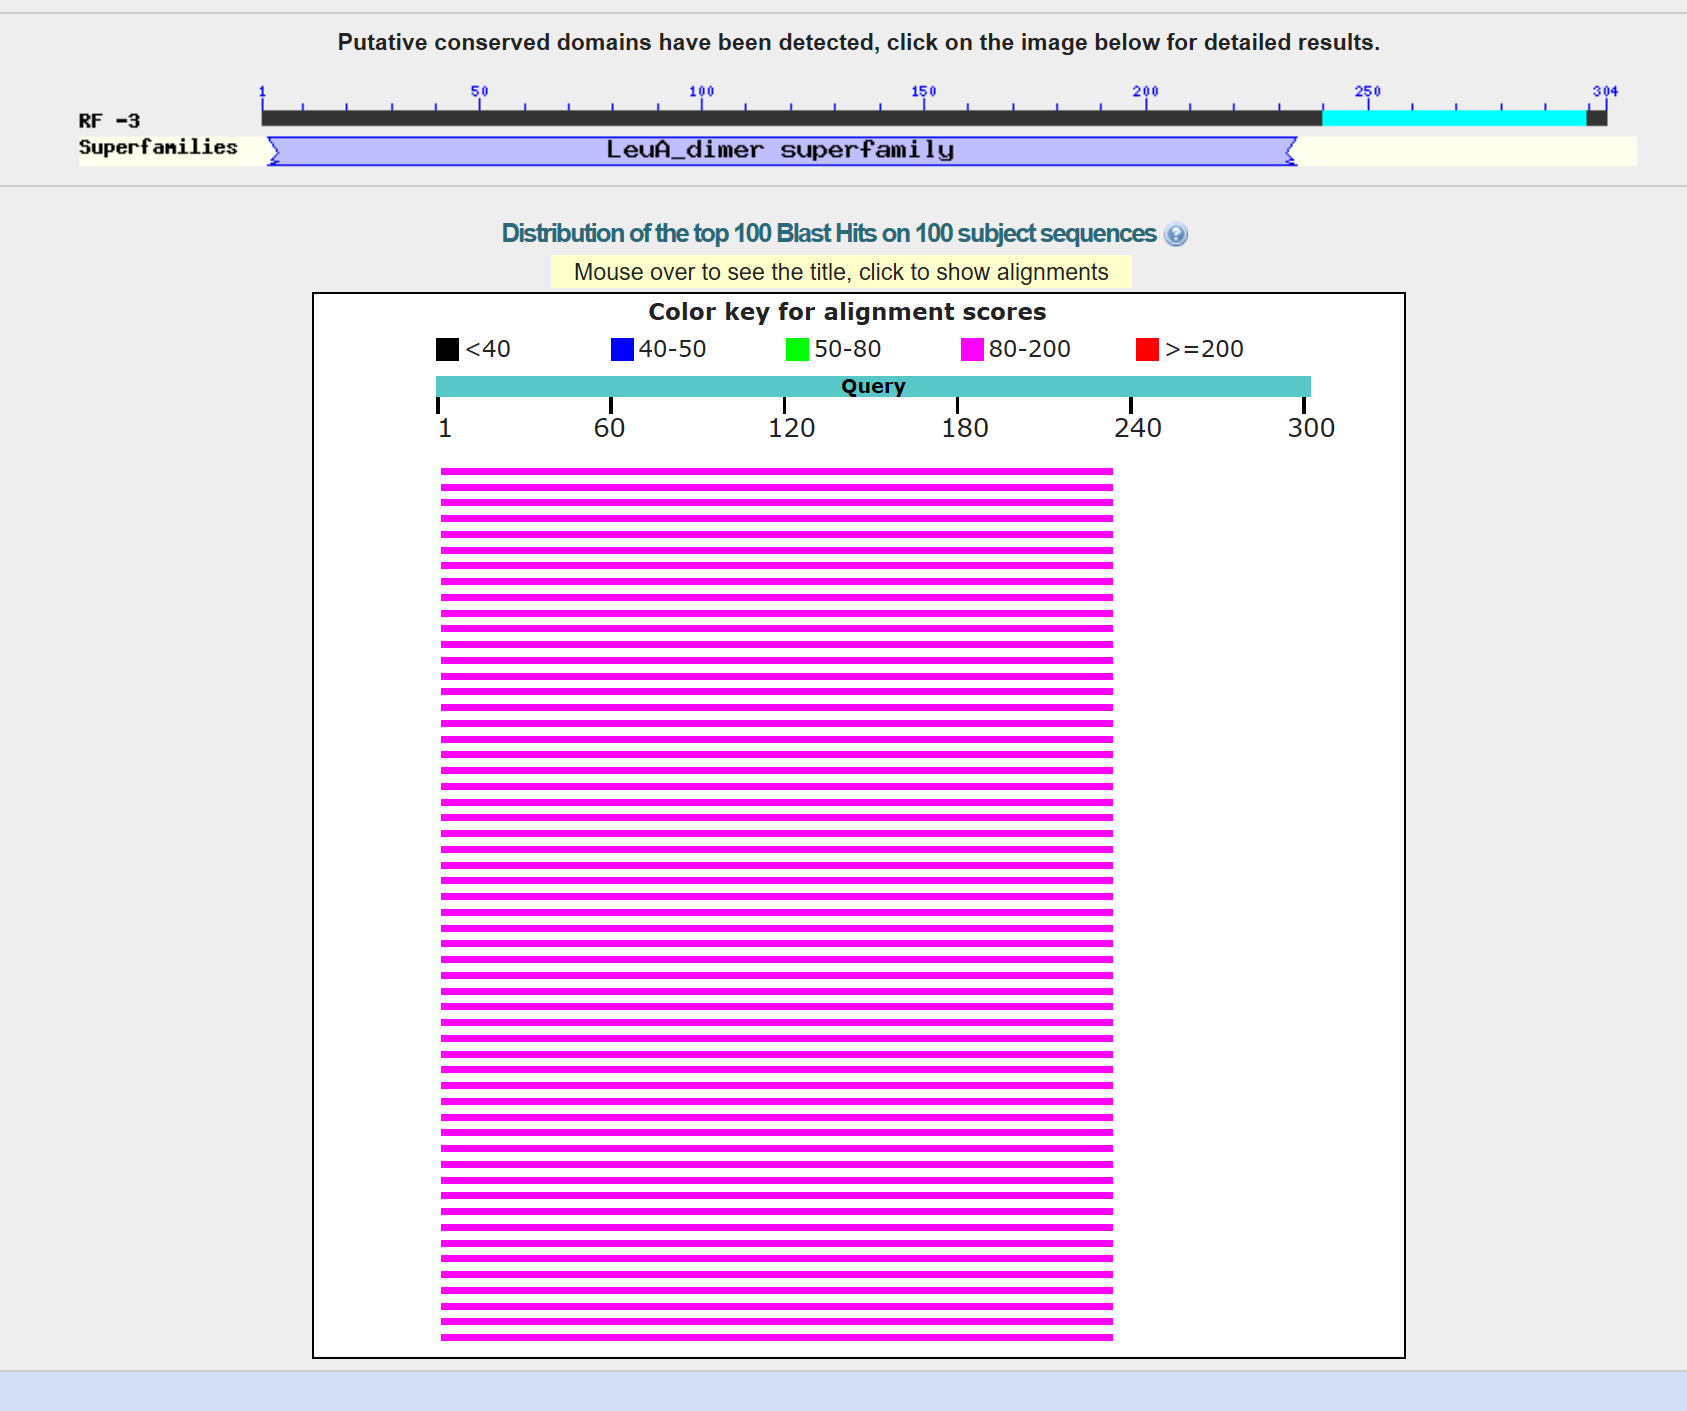 Putative conserved domains have been detected, click on the image below for detailed results.
1 50 100 150 200 250 304
RF -3
Superfamilies LeuA_dimer superfamily
Distribution of the top 100 Blast Hits on 100 subject sequences ?
Mouse over to see the title, click to show alignments
Color key for alignment scores
<40 40-50 50-80 80-200 >=200
Query
1 60 120 180 240 300